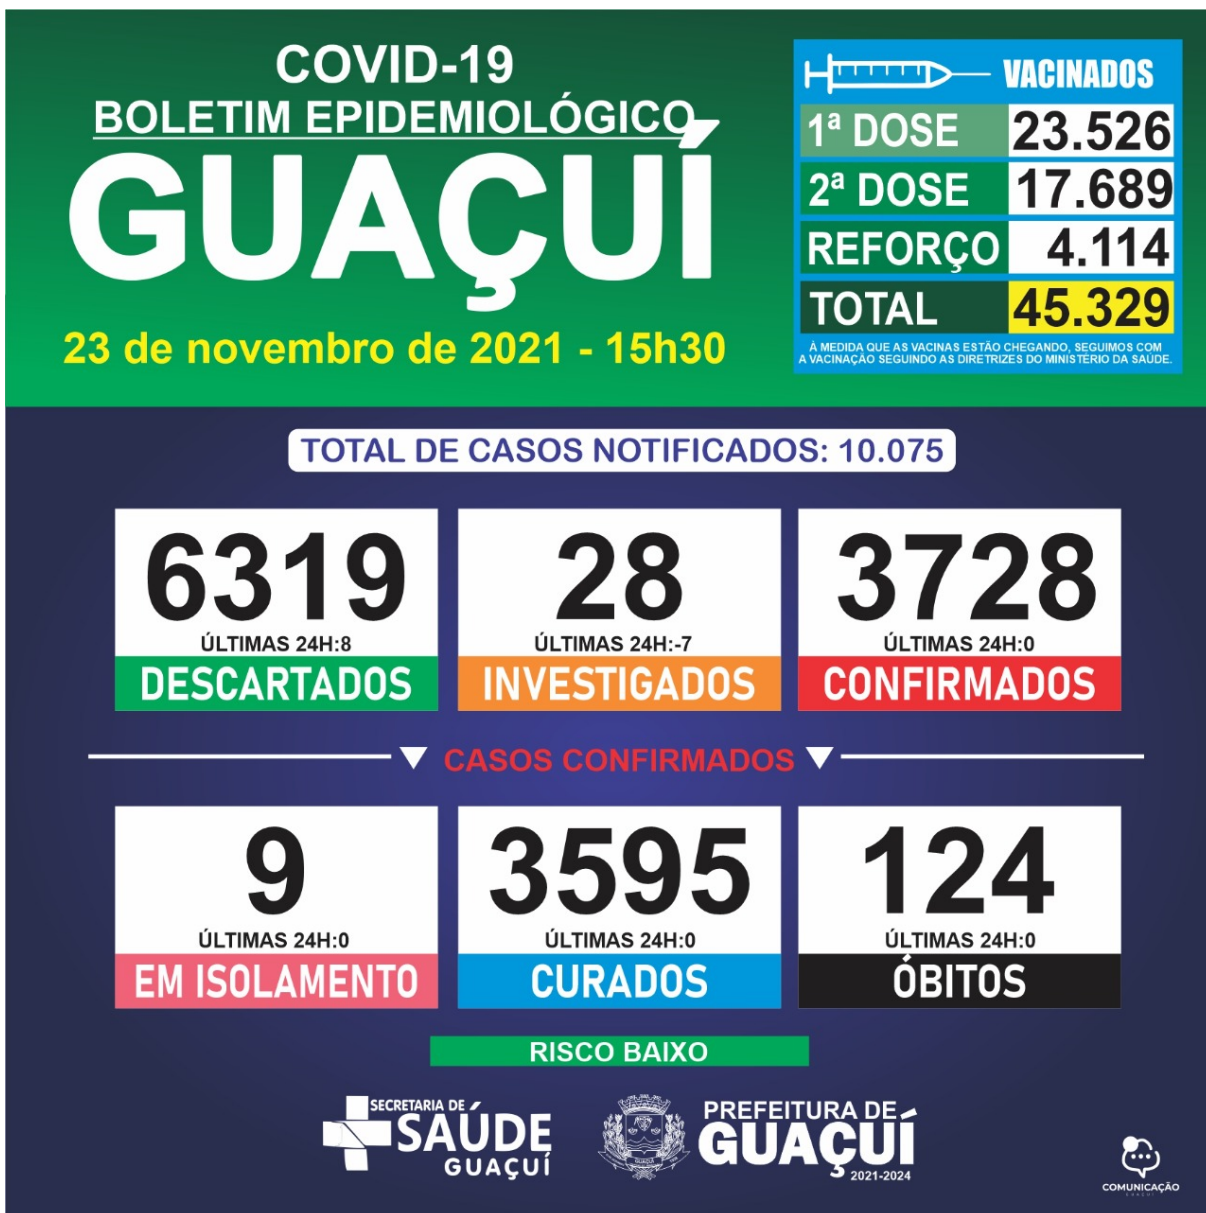 COVID-19
BOLETIM EPIDEMIOLÓGICO
GUAÇUÍ
23 de novembro de 2021 - 15h30
VACINADOS
1ª DOSE 23.526
2ª DOSE 17.689
REFORÇO 4.114
TOTAL 45.329
À MEDIDA QUE AS VACINAS ESTÃO CHEGANDO, SEGUIMOS COM
A VACINAÇÃO SEGUINDO AS DIRETRIZES DO MINISTÉRIO DA SAÚDE.
TOTAL DE CASOS NOTIFICADOS: 10.075
6319
ÚLTIMAS 24H:8
DESCARTADOS
28
ÚLTIMAS 24H:-7
INVESTIGADOS
3728
ÚLTIMAS 24H:0
CONFIRMADOS
CASOS CONFIRMADOS
9
ÚLTIMAS 24H:0
EM ISOLAMENTO
3595
ÚLTIMAS 24H:0
CURADOS
124
ÚLTIMAS 24H:0
ÓBITOS
RISCO BAIXO
SECRETARIA DE
SAÚDE
GUAÇUÍ
PREFEITURA DE
GUAÇUÍ
2021-2024
COMUNICAÇÃO
GUAÇUÍ